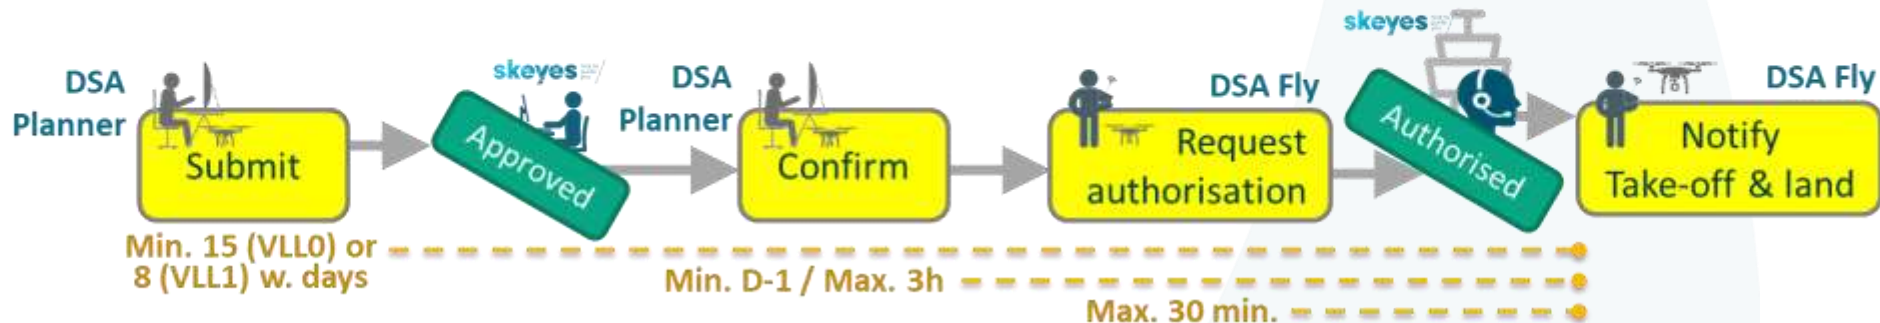 DSA
Planner
Submit
skeyes
Approved
DSA
Planner
Confirm
DSA Fly
Request
authorisation
skeyes
Authorised
DSA Fly
Notify
Take-off & land
Min. 15 (VLL0) or
8 (VLL1) w. days
Min. D-1 / Max. 3h
Max. 30 min.